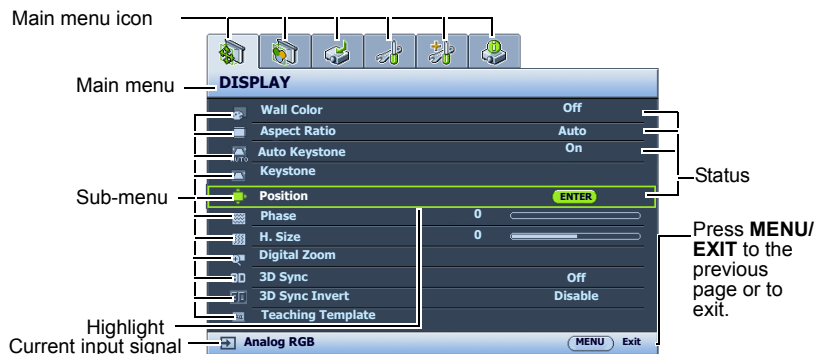 Main menu icon
Main menu
DISPLAY
Wall Color Off
Aspect Ratio Auto
AUTO
Auto Keystone On
Keystone
Status
Sub-menu
Position ENTER
Phase 0
H. Size 0
Digital Zoom
3D 3D Sync Off
3D Sync Invert Disable
Teaching Template
Press MENU/
EXIT to the
previous
page or to
exit.
Highlight
Current input signal
Analog RGB MENU Exit